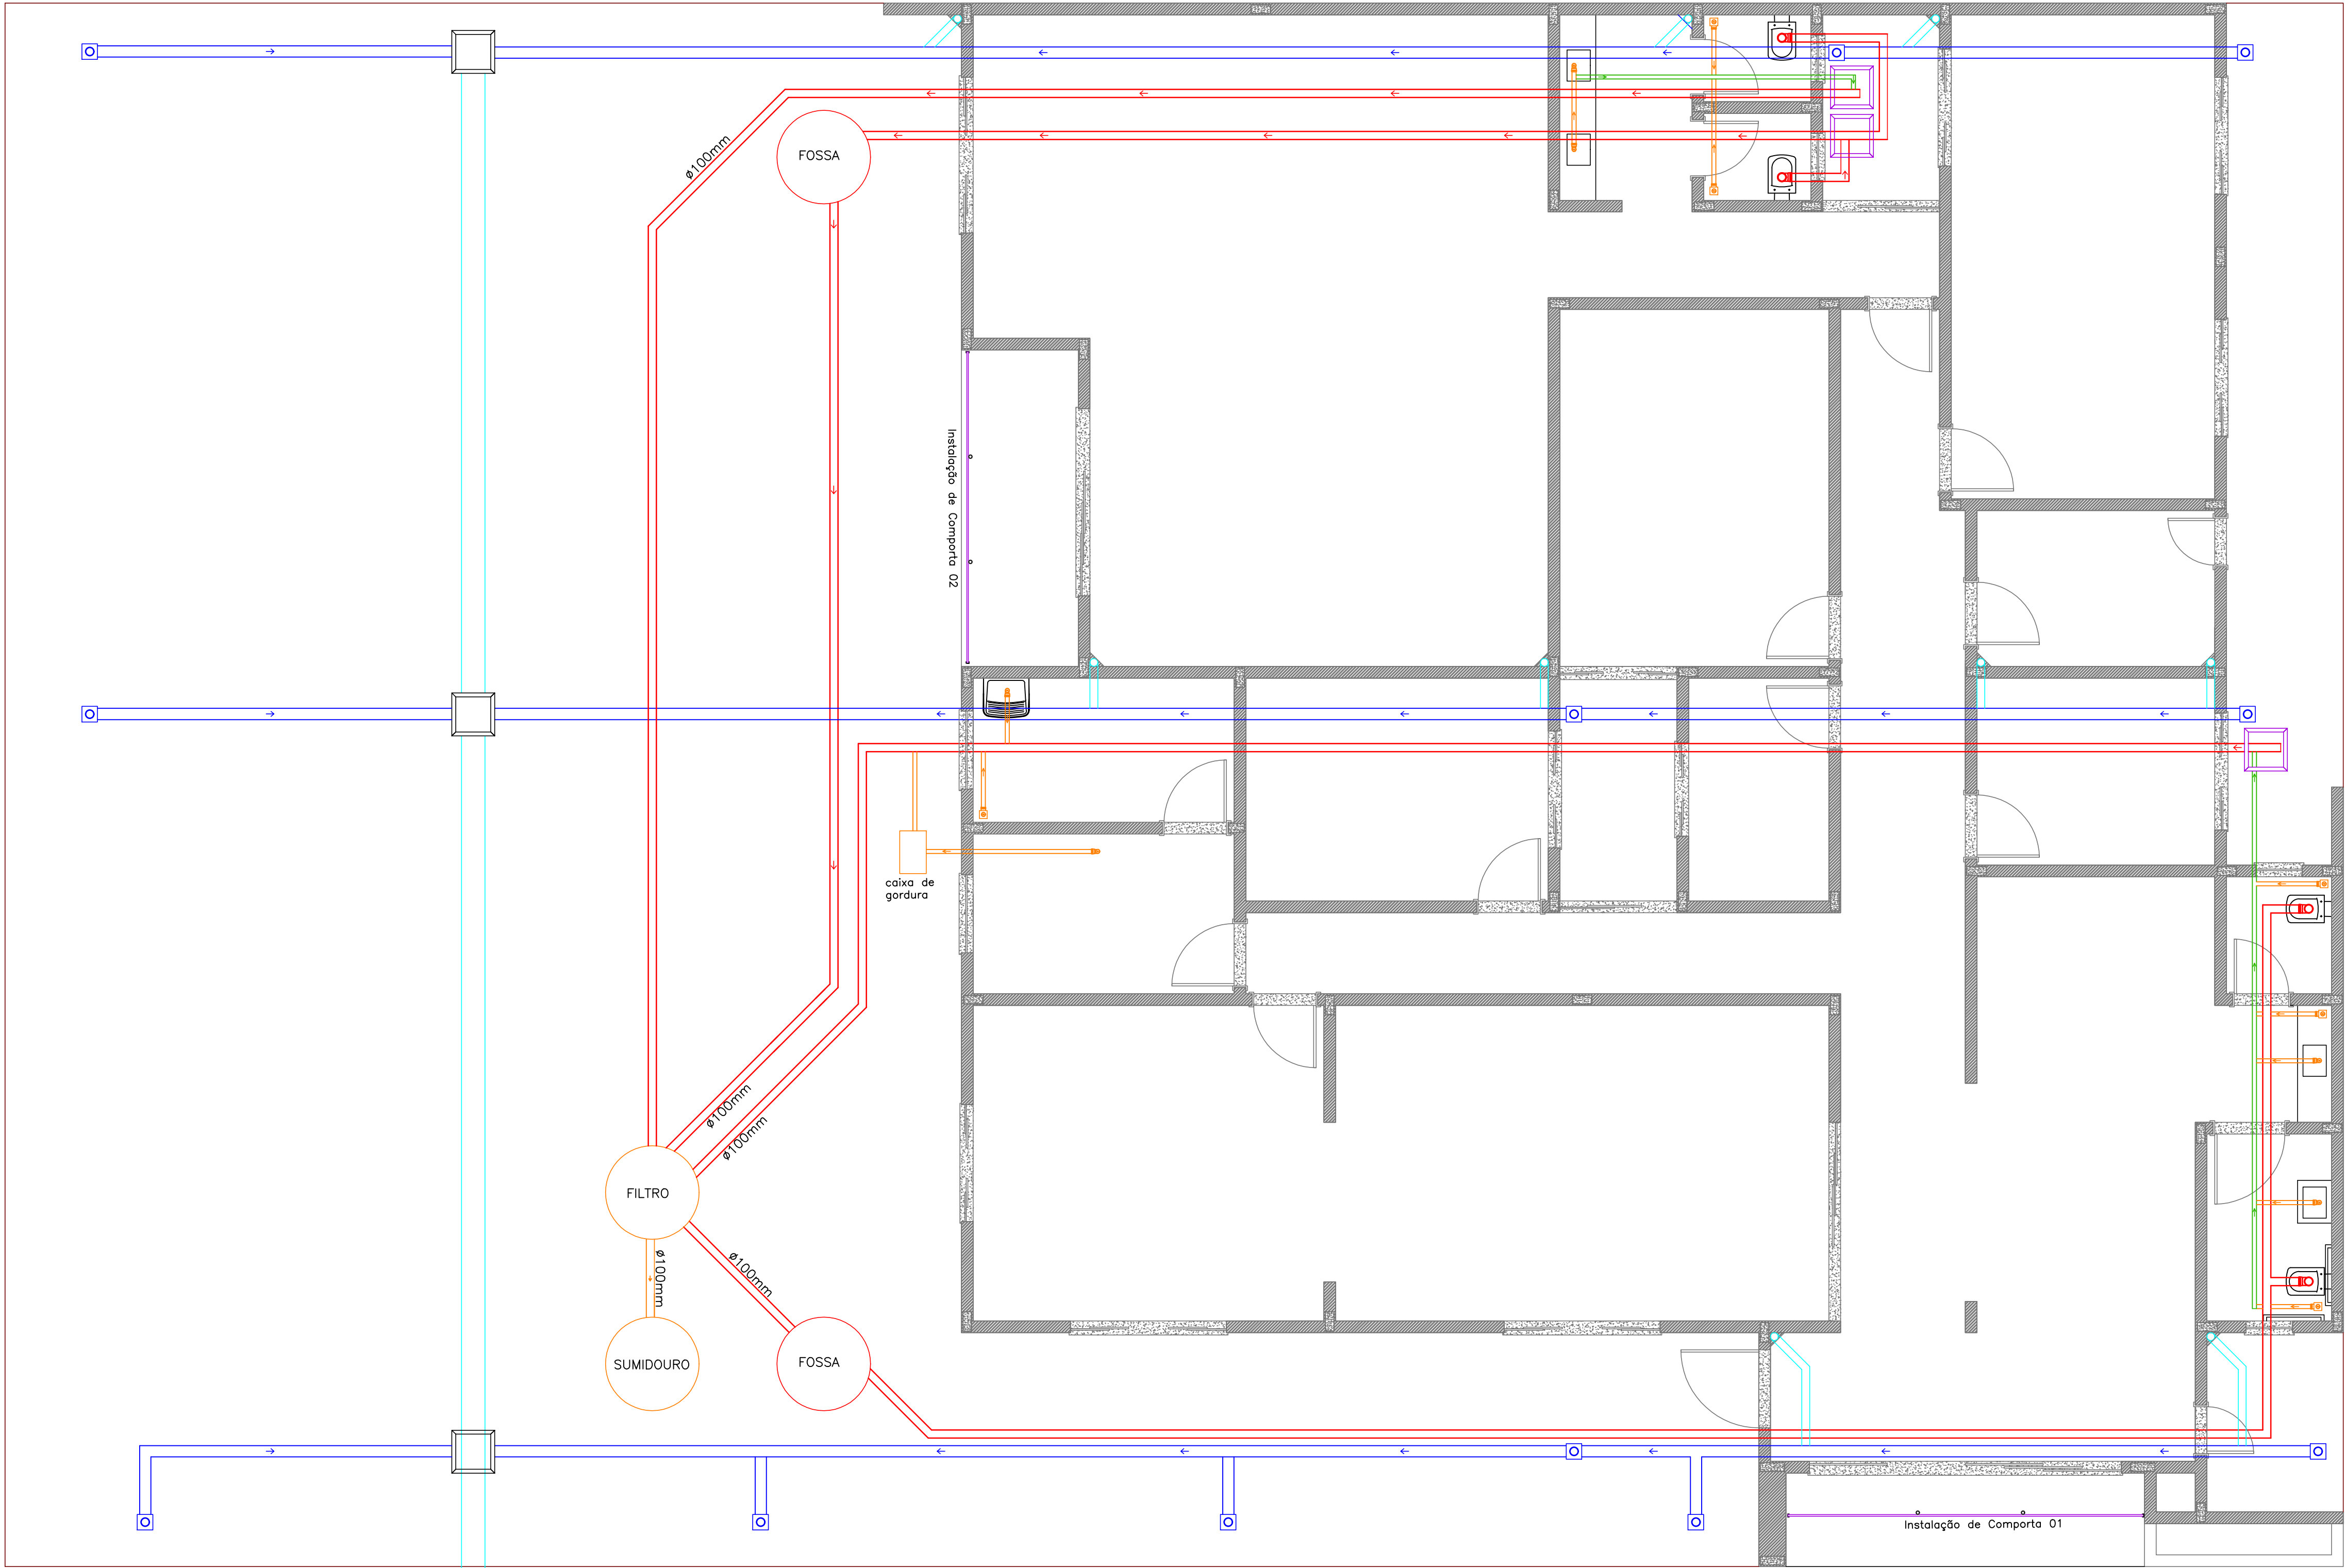 ø100mm
FOSSA
Instalação de Comporta 02
caixa de
gordura
ø100mm
ø100mm
FILTRO
ø100mm
ø100mm
SUMIDOURO
FOSSA
Instalação de Comporta 01